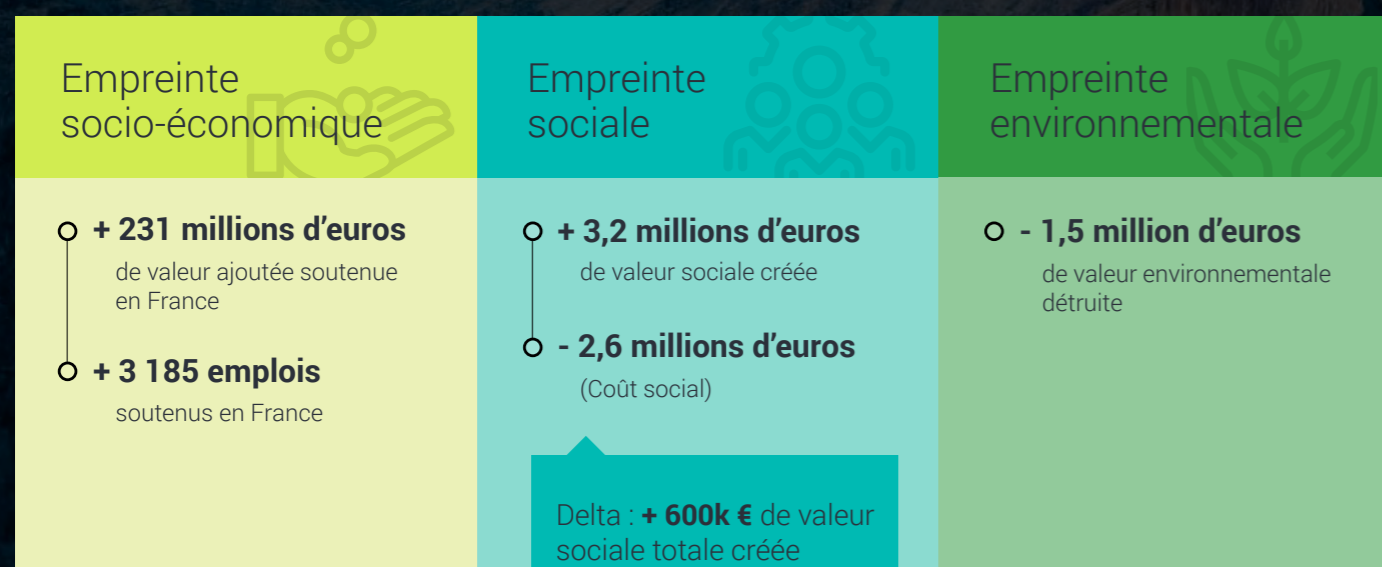 Empreinte
socio-économique
+ 231 millions d’euros
de valeur ajoutée soutenue
en France
+ 3 185 emplois
soutenus en France
Empreinte
sociale
+ 3,2 millions d’euros
de valeur sociale créée
- 2,6 millions d’euros
(Coût social)
Delta : + 600k € de valeur
sociale totale créée
Empreinte
environnementale
- 1,5 million d’euros
de valeur environnementale
détruite